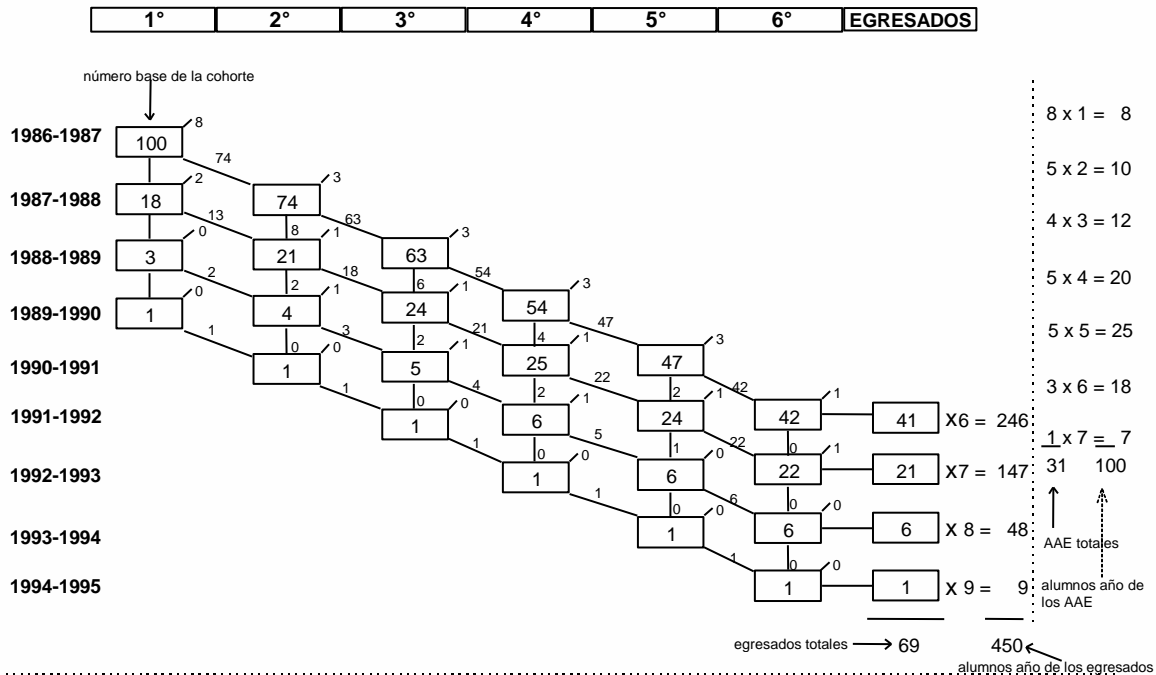 1° 2° 3° 4° 5° 6° EGRESADOS
número base de la cohorte
8 x 1 = 8
8
1986-1987 100
74
5 x 2 = 10
2 3
1987-1988 18 74
13 8 63
4 x 3 = 12
0 1 3
1988-1989 3 21 63
2 2 18 6 54
5 x 4 = 20
0 1 1 3
1989-1990 1 4 24 54
1 3 2 21 4 47
5 x 5 = 25
0 0 1 1 3
1990-1991 1 5 25 47
1 4 2 22 2 42
3 x 6 = 18
0 0 1 1 1
1991-1992 1 6 24 42 41 X6 = 246
1 5 1 22 0
1 x 7 = 7
0 0 0 1
1992-1993 1 6 22 21 X7 = 147
31 100
1 6
0 0 0 0
1993-1994 1 6 6 X 8 = 48
AAE totales
1
0 0
1994-1995 1 1 X 9 = 9
alumnos año de
los AAE
egresados totales 69 450
alumnos año de los egresados